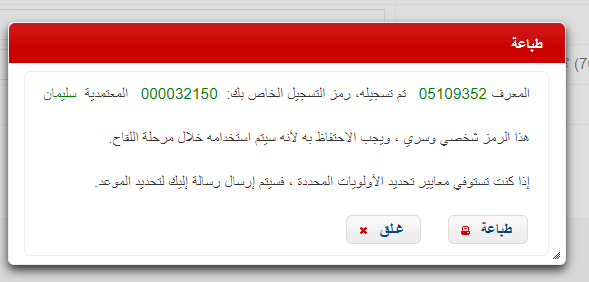 طباعة
المعرف 05109352 تم تسجيله، رمز التسجيل الخاص بك: 000032150 المعتمدية سليمان
هذا الرمز شخصي وسري ، ويجب الاحتفاظ به لأنه سيتم استخدامه خلال مرحلة اللقاح.
إذا كنت تستوفي معايير تحديد الأولويات المحددة ، فسيتم إرسال رسالة إليك لتحديد الموعد.
طباعة غلق